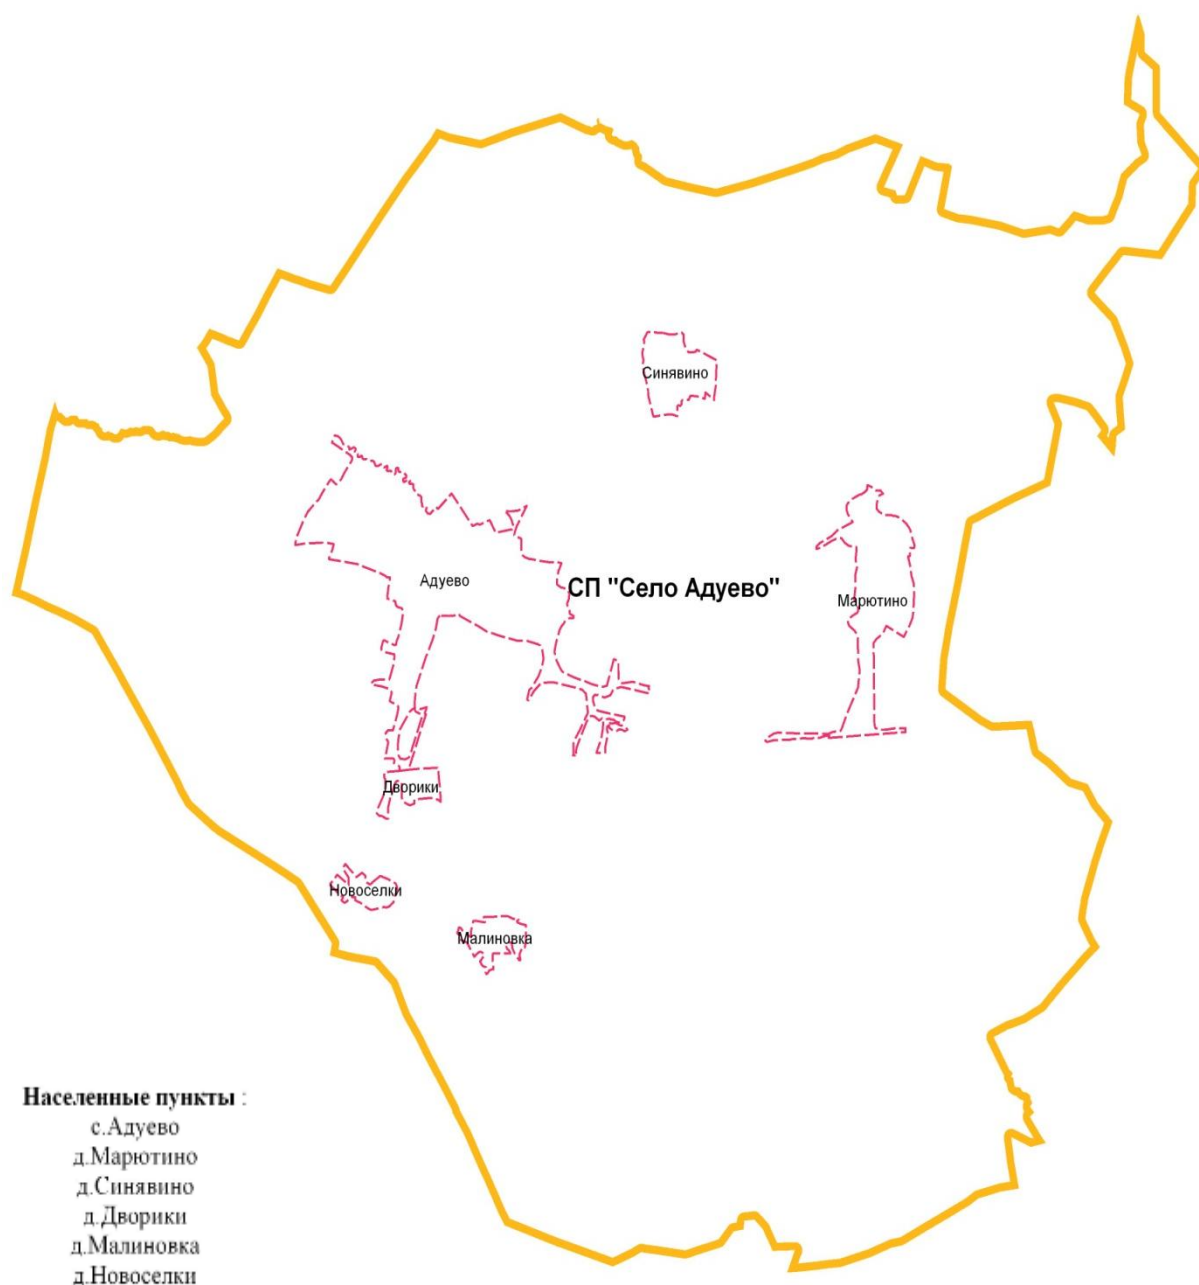 Синявино
Адуево
СП "Село Адуево"
Марютино
Дворики
Новоселки
Малиновка
Населенные пункты :
с.Адуево
д.Марютино
д.Синявино
д.Дворики
д.Малиновка
д.Новоселки